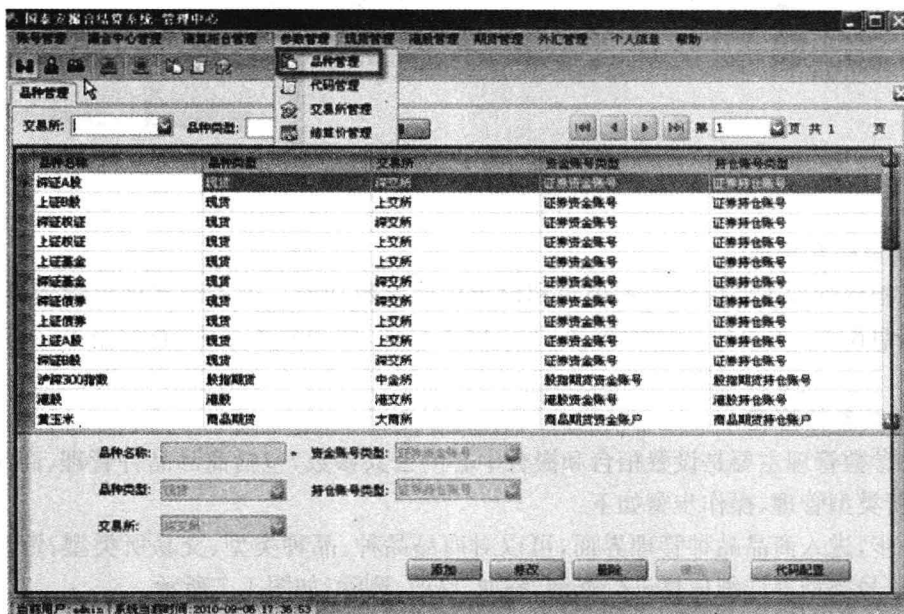 国泰安撮合结算系统-管理中心
账号管理 撮合中心管理 清算柜台管理 参数管理 现货管理 港股管理 期货管理 外汇管理 个人信息 帮助
品种管理
代码管理
交易所管理
结算价管理
品种管理
交易所: 品种类型: 第 1 页 共 1 页
品种名称 品种类型 交易所 资金账号类型 持仓账号类型
深证A股 现货 深交所 证券资金账号 证券持仓账号
上证B股 现货 上交所 证券资金账号 证券持仓账号
深证权证 现货 深交所 证券资金账号 证券持仓账号
上证权证 现货 上交所 证券资金账号 证券持仓账号
上证基金 现货 上交所 证券资金账号 证券持仓账号
深证基金 现货 深交所 证券资金账号 证券持仓账号
深证债券 现货 深交所 证券资金账号 证券持仓账号
上证债券 现货 上交所 证券资金账号 证券持仓账号
上证A股 现货 上交所 证券资金账号 证券持仓账号
深证B股 现货 深交所 证券资金账号 证券持仓账号
沪深300指数 股指期货 中金所 股指期货资金账号 股指期货持仓账号
港股 港股 港交所 港股资金账号 港股持仓账号
黄玉米 商品期货 大商所 商品期货资金账户 商品期货持仓账户
品种名称: * 资金账号类型: 证券资金账号
品种类型: 现货 持仓账号类型: 证券持仓账号
交易所: 深交所
添加 修改 删除 代码配置
当前用户:admin 系统当前时间:2010-09-06 17:36:53